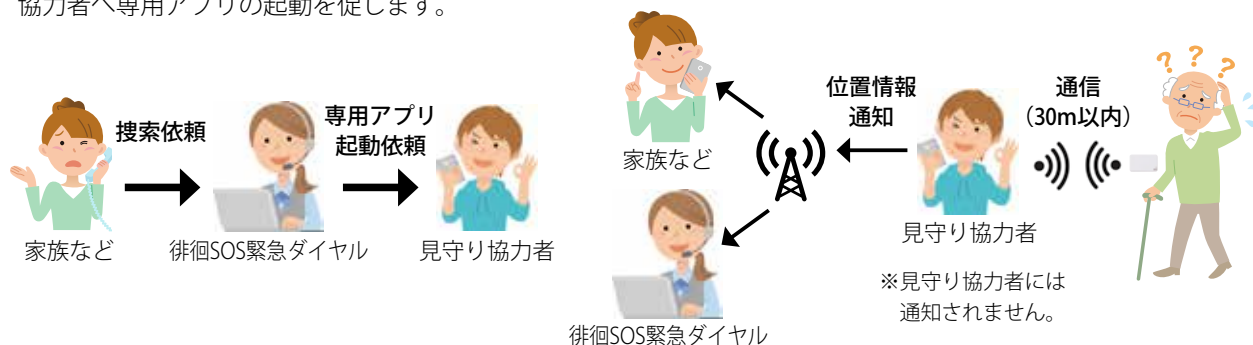 協力者へ専用アプリの起動を促します。
捜索依頼
専用アプリ
起動依頼
家族など
徘徊SOS緊急ダイヤル
見守り協力者
家族など
徘徊SOS緊急ダイヤル
位置情報
通知
通信
（30m以内）
見守り協力者
※見守り協力者には
通知されません。